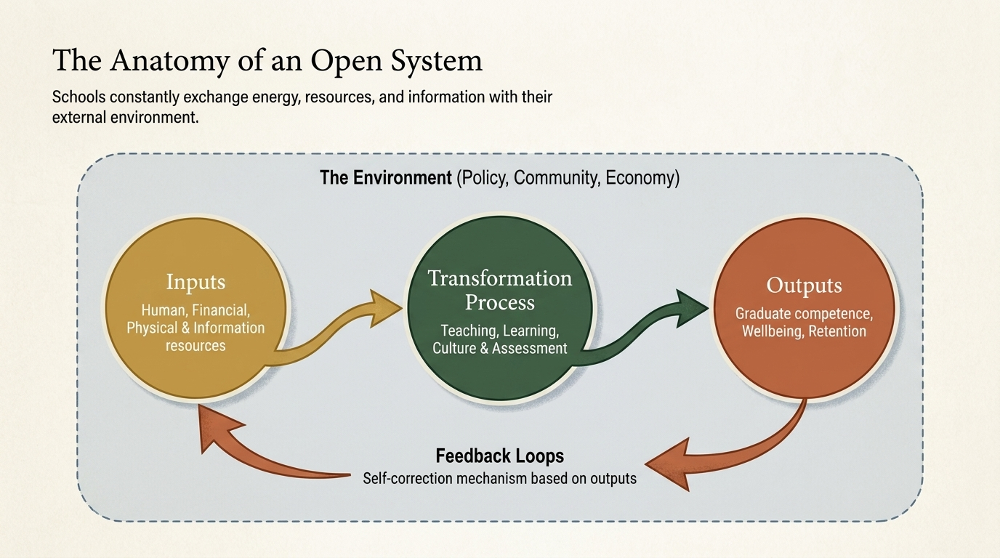 The Anatomy of an Open System
Schools constantly exchange energy, resources, and information with their
external environment.
The Environment (Policy, Community, Economy)
Inputs
Human, Financial,
Physical & Information
resources
Transformation
Process
Teaching, Learning,
Culture & Assessment
Outputs
Graduate competence,
Wellbeing, Retention
Feedback Loops
Self-correction mechanism based on outputs